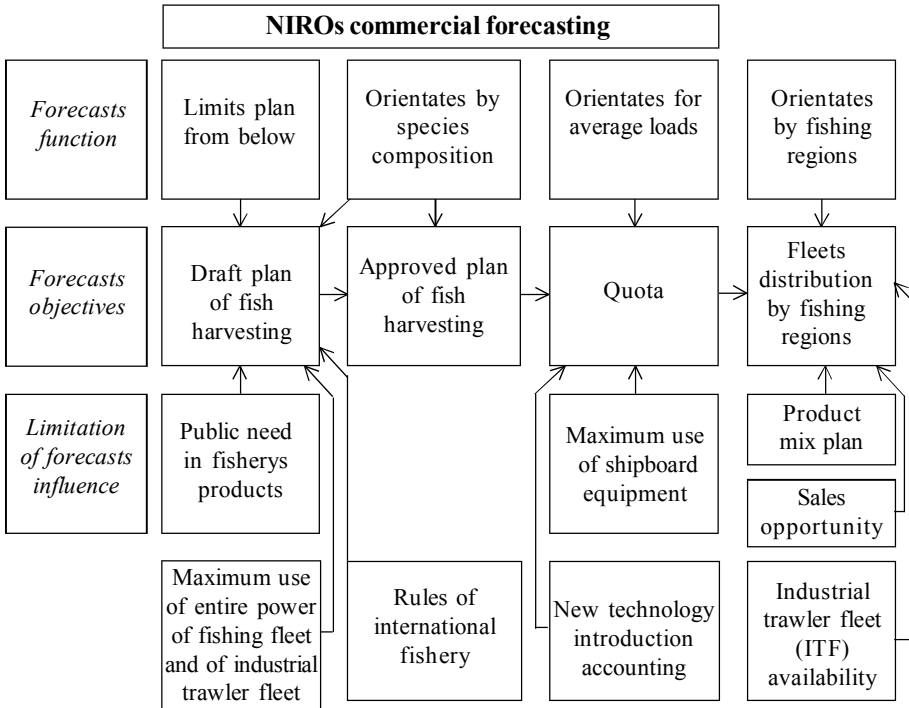 NIROs commercial forecasting
Forecasts
function
Limits plan
from below
Orientates by
species
composition
Orientates for
average loads
Orientates
by fishing
regions
Forecasts
objectives
Draft plan
of fish
harvesting
Approved plan
of fish
harvesting
Quota
Fleets
distribution
by fishing
regions
Limitation
of forecasts
influence
Public need
in fisherys
products
Maximum use
of shipboard
equipment
Product
mix plan
Sales
opportunity
Maximum use
of entire power
of fishing fleet
and of industrial
trawler fleet
Rules of
international
fishery
New technology
introduction
accounting
Industrial
trawler fleet
(ITF)
availability